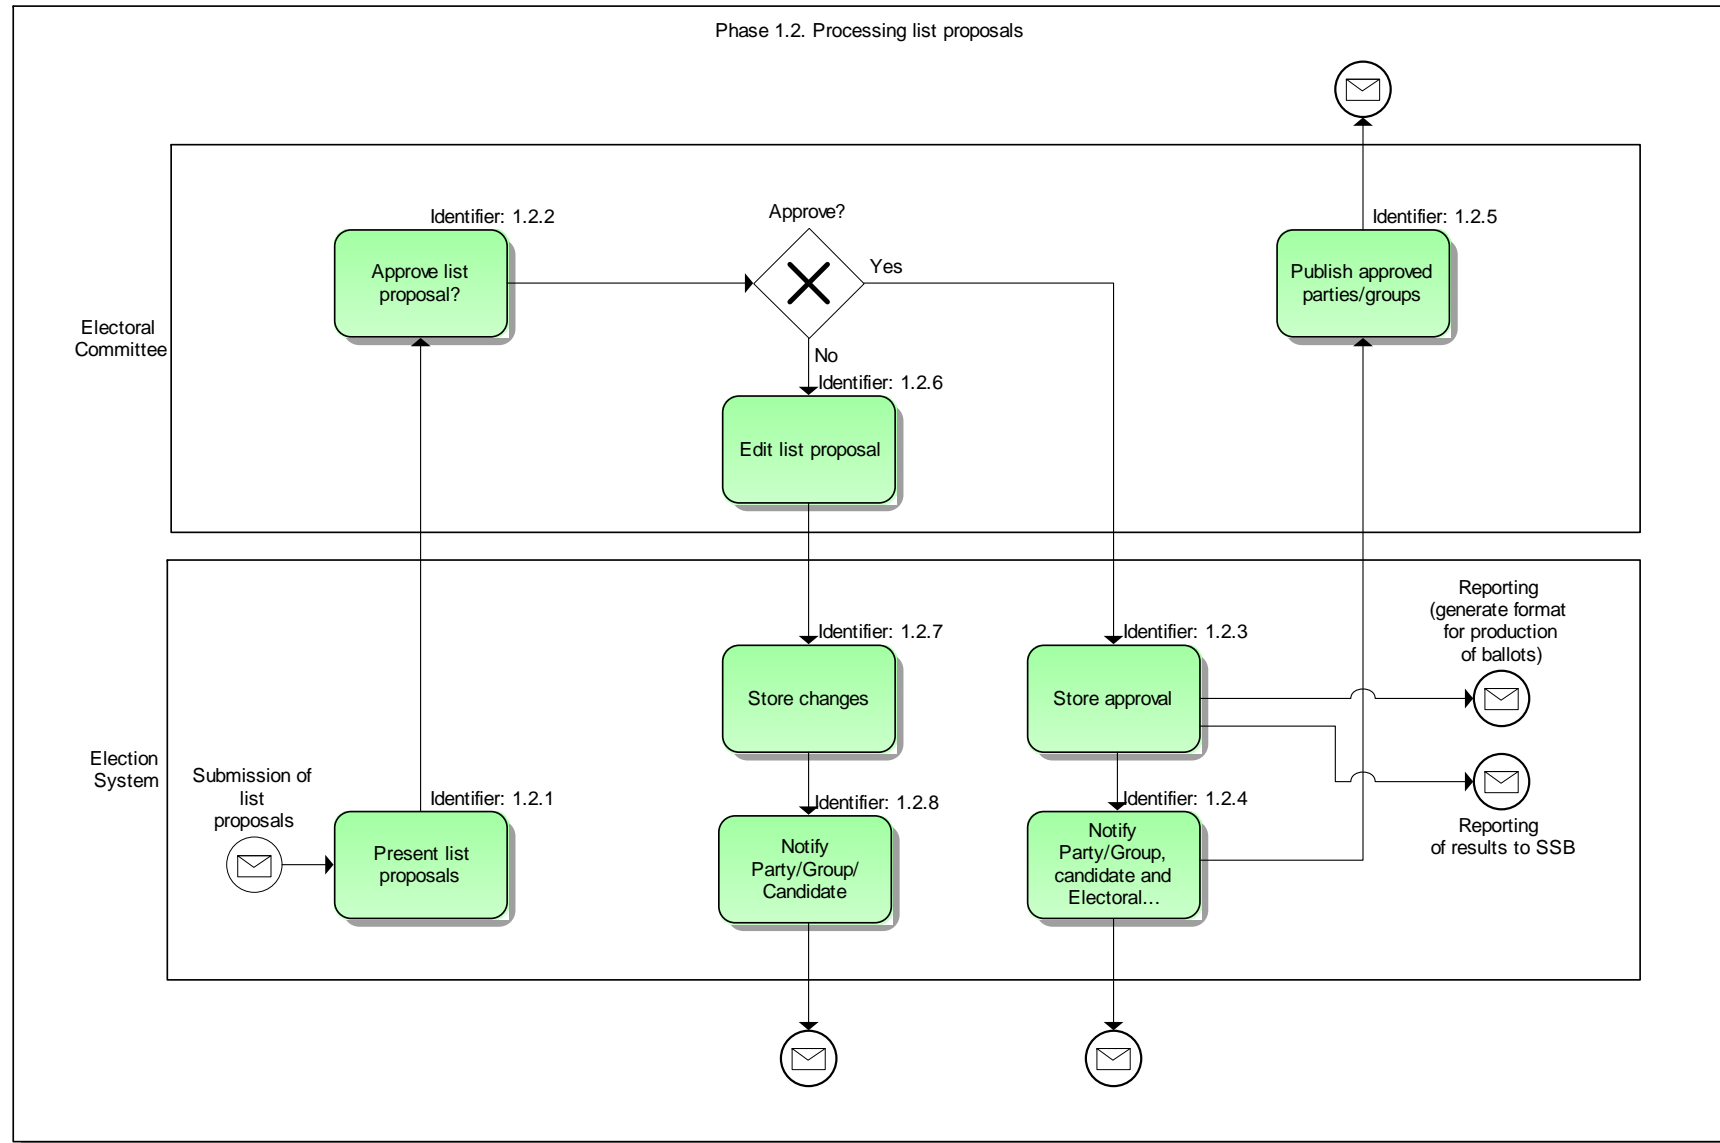 Phase 1.2. Processing list proposals
Identifier: 1.2.2
Approve list
proposal?
Approve?
Yes
No
Identifier: 1.2.5
Publish approved
parties/groups
Electoral
Committee
Identifier: 1.2.6
Edit list proposal
Election
System
Submission of
list
proposals
Identifier: 1.2.1
Present list
proposals
Identifier: 1.2.7
Store changes
Identifier: 1.2.8
Notify
Party/Group/
Candidate
Identifier: 1.2.3
Store approval
Identifier: 1.2.4
Notify
Party/Group,
candidate and
Electoral…
Reporting
(generate format
for production
of ballots)
Reporting
of results to SSB